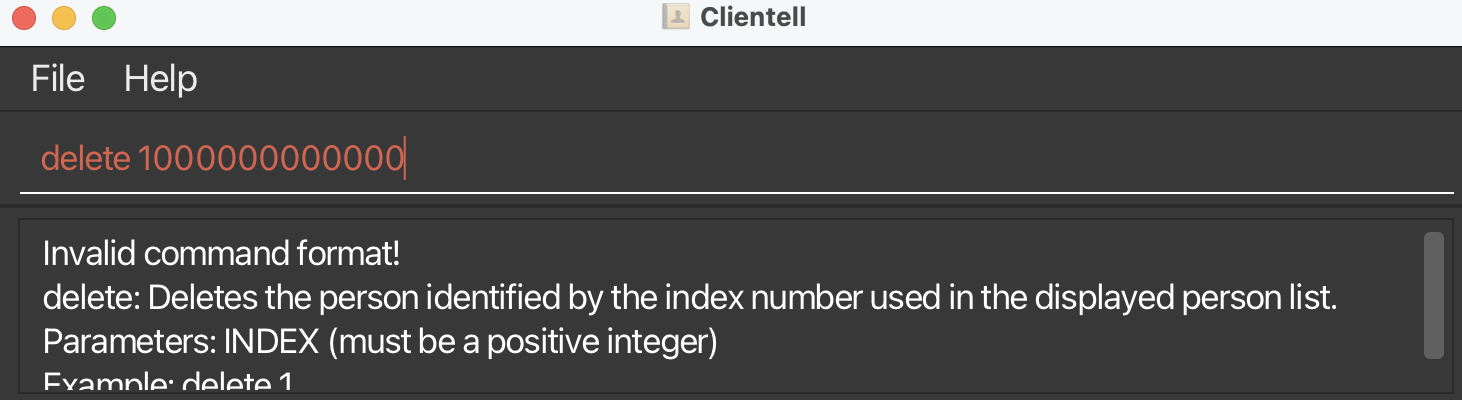 Clientell
File Help
delete 1000000000000
Invalid command format!
delete: Deletes the person identified by the index number used in the displayed person list.
Parameters: INDEX (must be a positive integer)
Example: delete 1